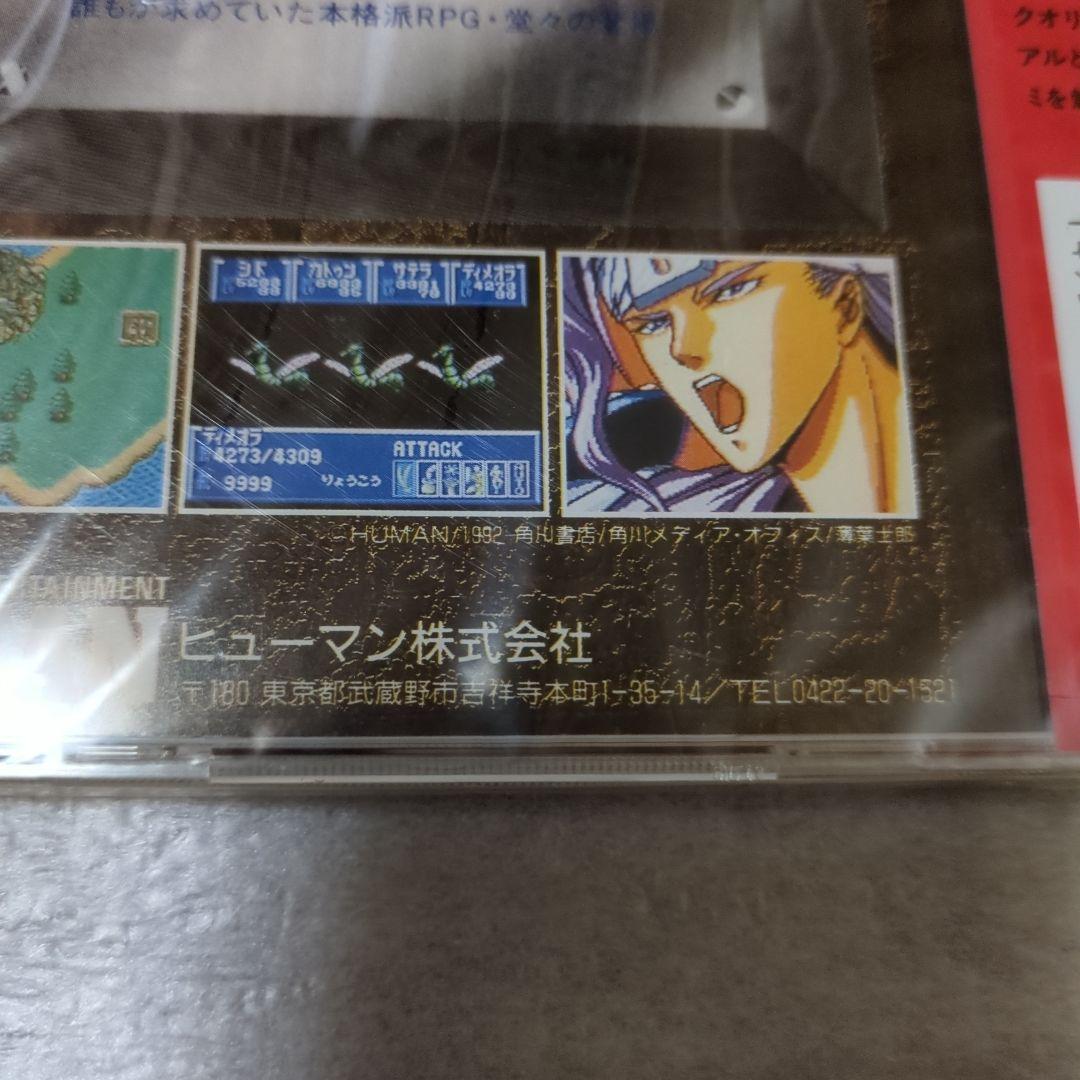 誰もが求めていた本格派RPG・堂々の登場
クオリ
アルと
ミを
ヨド
カトゥン
サテラ
ディメオラ
4273
ディメオラ
4273/4309
9999
りょうこう
ATTACK
HUMAN/1992 角川書店/角川メディア・オフィス/
TAINMENT
ヒューマン株式会社
〒180 東京都武蔵野市吉祥寺本町1-35-14/TEL0422-20-1521